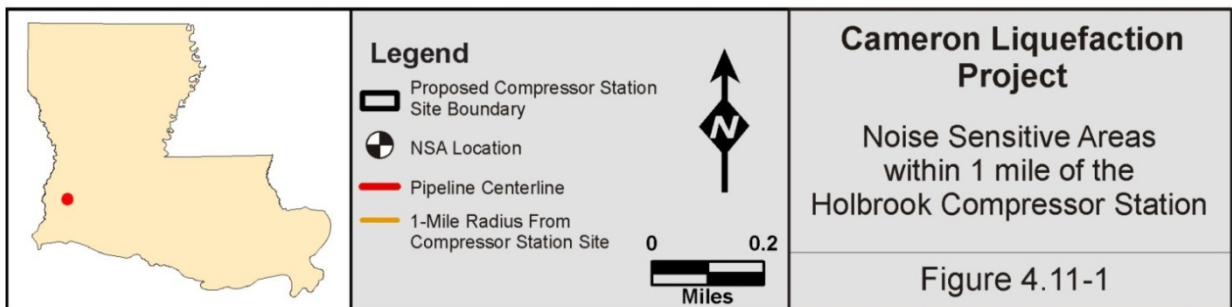 Legend
Proposed Compressor Station
Site Boundary
NSA Location
Pipeline Centerline
1-Mile Radius From
Compressor Station Site
N
0 0.2
Miles
Cameron Liquefaction
Project
Noise Sensitive Areas
within 1 mile of the
Holbrook Compressor Station
Figure 4.11-1